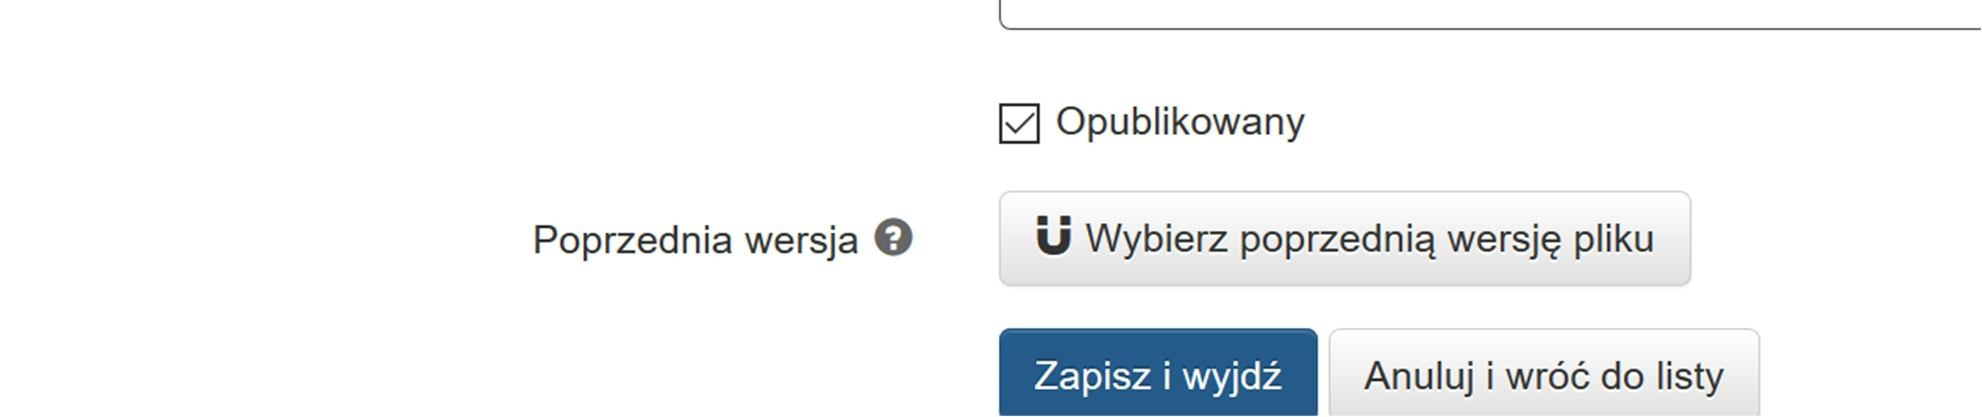 Opublikowany
Poprzednia wersja ?
Wybierz poprzednią wersję pliku
Zapisz i wyjdź
Anuluj i wróć do listy